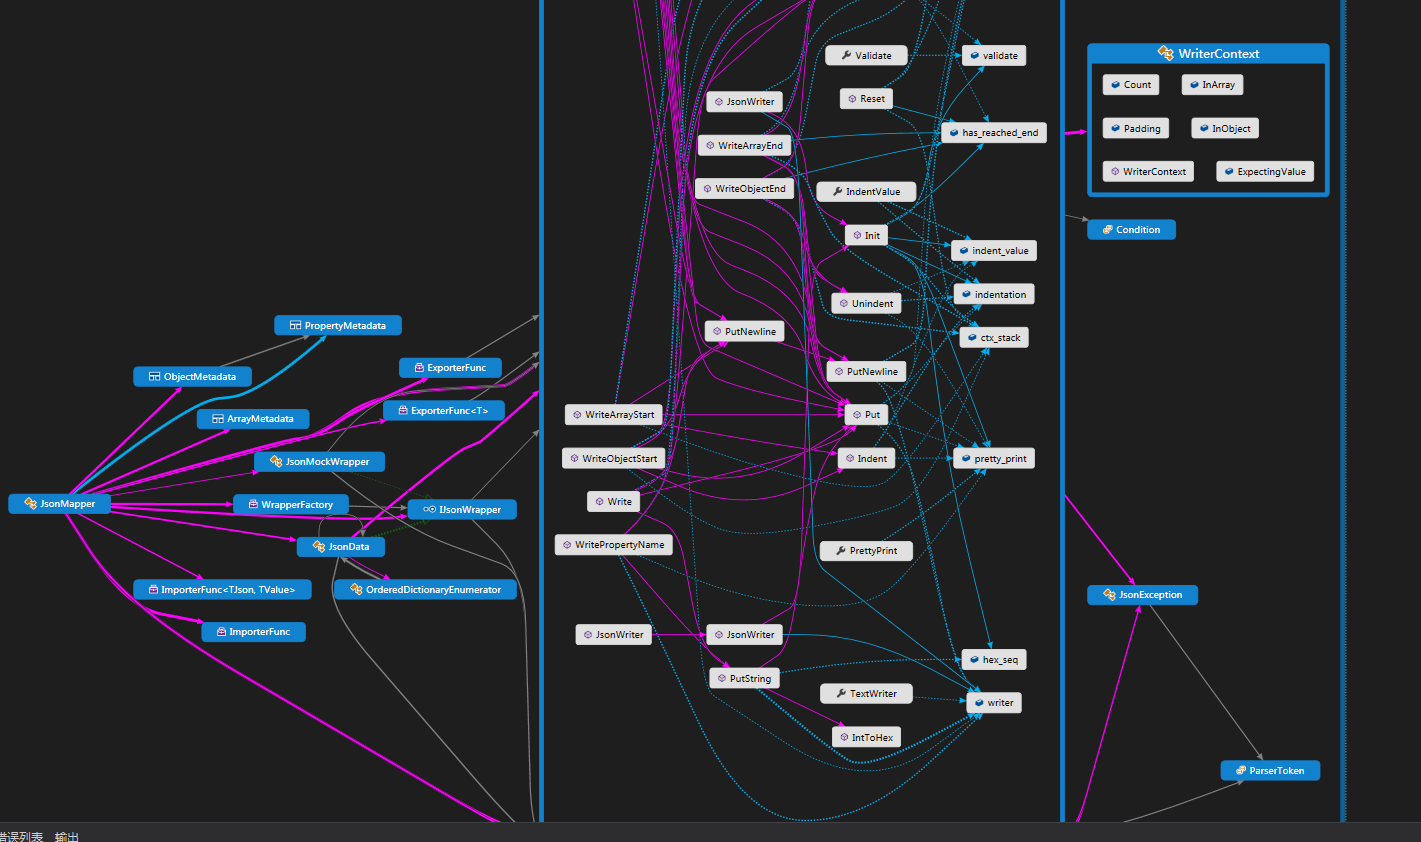 PropertyMetadata
ObjectMetadata
ExporterFunc
ArrayMetadata
ExporterFunc<T>
JsonMockWrapper
JsonMapper
WrapperFactory
IJsonWrapper
JsonData
ImporterFunc<TJson, TValue>
OrderedDictionaryEnumerator
ImporterFunc
Validate
validate
JsonWriter
Reset
has_reached_end
WriteArrayEnd
WriteObjectEnd
IndentValue
Init
indent_value
Unindent
indentation
PutNewline
ctx_stack
PutNewline
WriteArrayStart
Put
WriteObjectStart
Indent
pretty_print
Write
WritePropertyName
PrettyPrint
JsonWriter
JsonWriter
hex_seq
PutString
TextWriter
writer
IntToHex
WriterContext
Count
InArray
Padding
InObject
WriterContext
ExpectingValue
Condition
JsonException
ParserToken
错误列表 输出